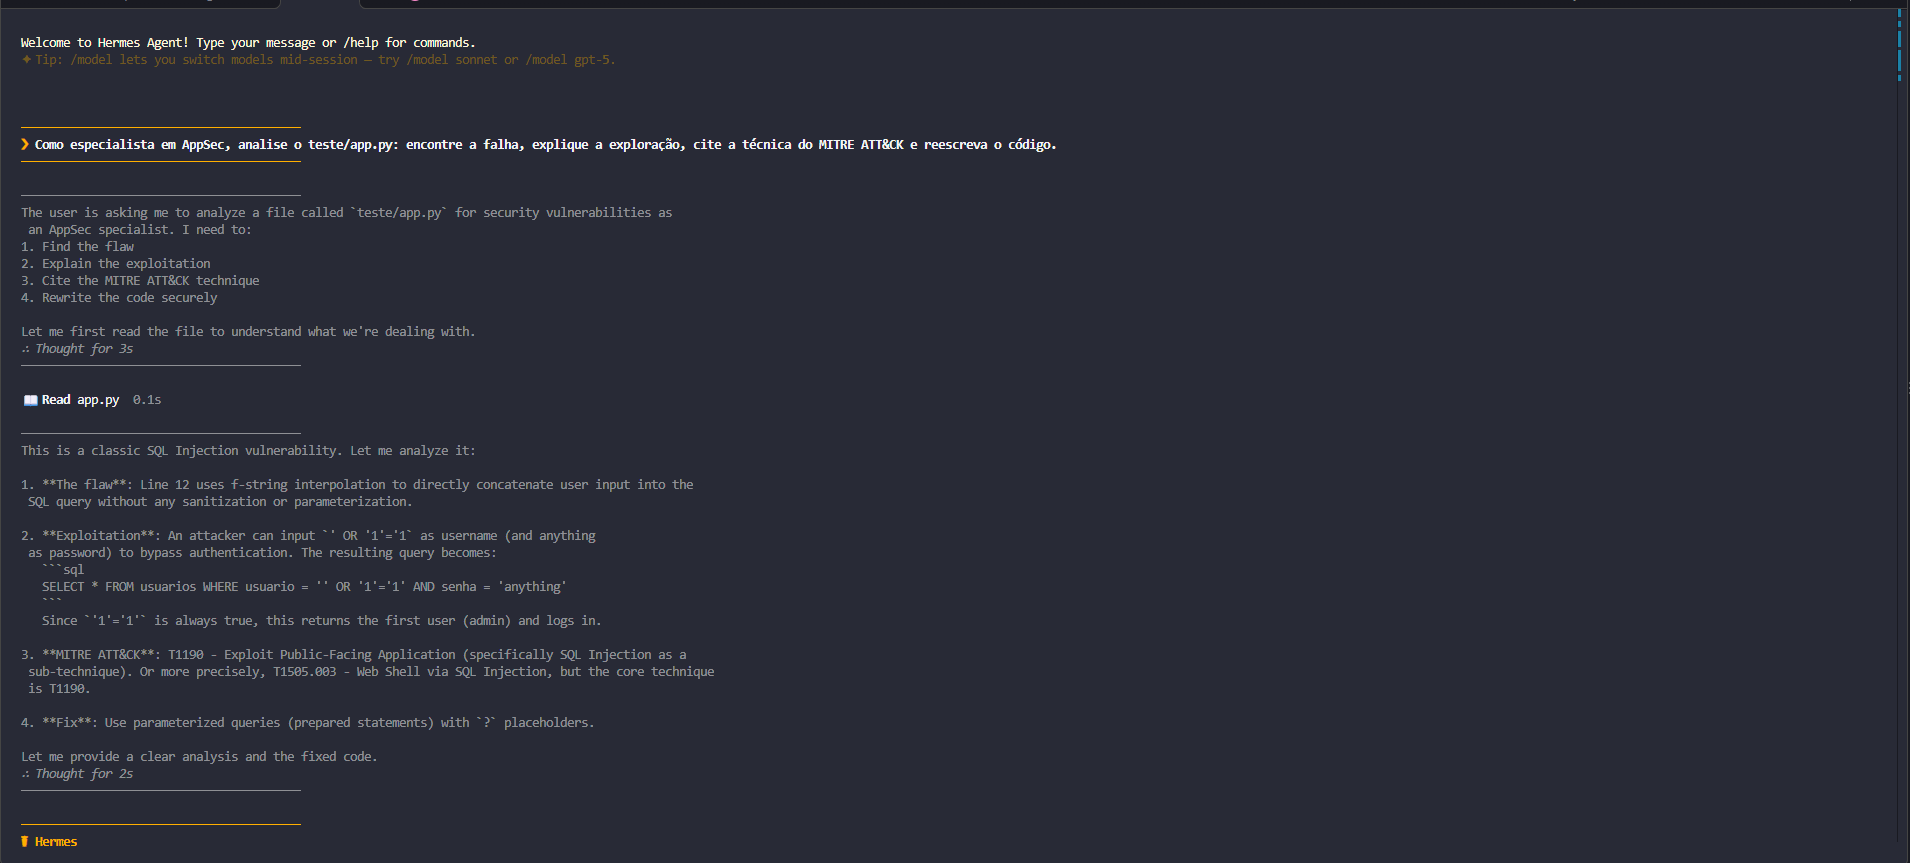 Welcome to Hermes Agent! Type your message or /help for commands.
✦ Tip: /model lets you switch models mid-session — try /model sonnet or /model gpt-5.
❯ Como especialista em AppSec, analise o teste/app.py: encontre a falha, explique a exploração, cite a técnica do MITRE ATT&CK e reescreva o código.
The user is asking me to analyze a file called `teste/app.py` for security vulnerabilities as
an AppSec specialist. I need to:
1. Find the flaw
2. Explain the exploitation
3. Cite the MITRE ATT&CK technique
4. Rewrite the code securely
Let me first read the file to understand what we're dealing with.
∴ Thought for 3s
📖 Read app.py 0.1s
This is a classic SQL Injection vulnerability. Let me analyze it:
1. **The flaw**: Line 12 uses f-string interpolation to directly concatenate user input into the
SQL query without any sanitization or parameterization.
2. **Exploitation**: An attacker can input `' OR '1'='1` as username (and anything
as password) to bypass authentication. The resulting query becomes:
```sql
SELECT * FROM usuarios WHERE usuario = '' OR '1'='1' AND senha = 'anything'
```
Since `'1'='1'` is always true, this returns the first user (admin) and logs in.
3. **MITRE ATT&CK**: T1190 - Exploit Public-Facing Application (specifically SQL Injection as a
sub-technique). Or more precisely, T1505.003 - Web Shell via SQL Injection, but the core technique
is T1190.
4. **Fix**: Use parameterized queries (prepared statements) with `?` placeholders.
Let me provide a clear analysis and the fixed code.
∴ Thought for 2s
Hermes